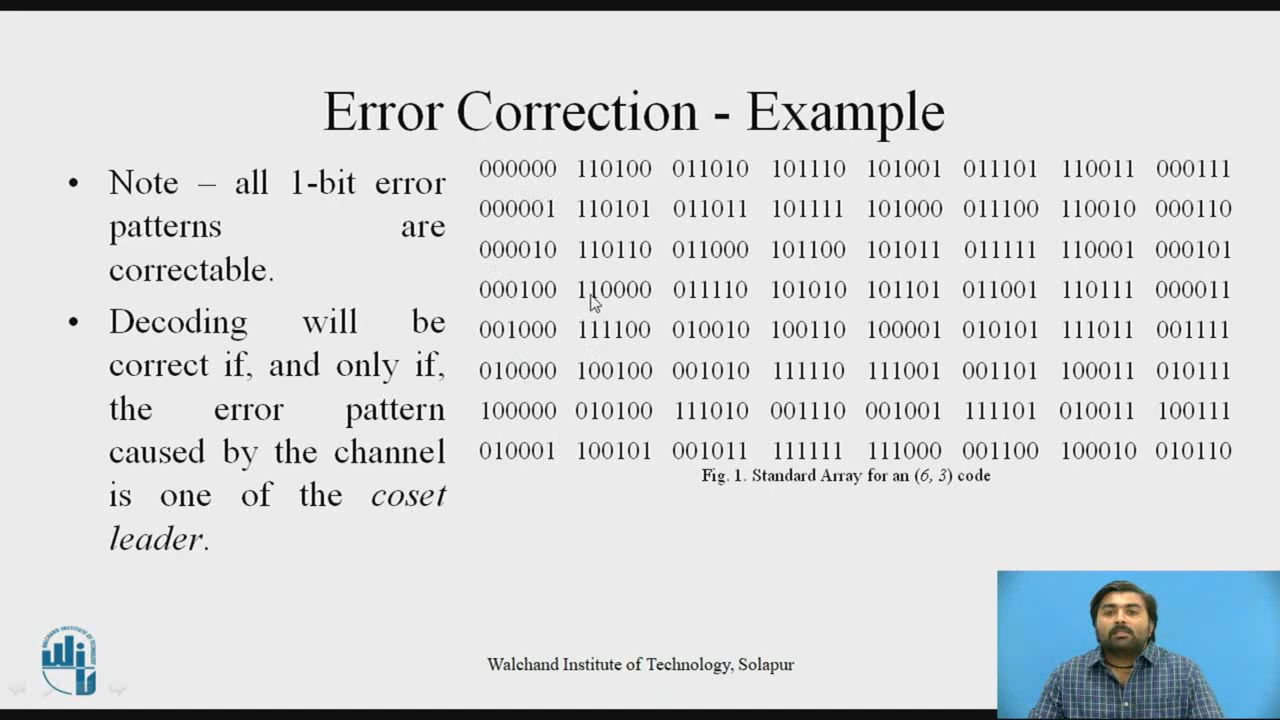 Error Correction - Example
• Note – all 1-bit error
patterns are
correctable.
• Decoding will be
correct if, and only if,
the error pattern
caused by the channel
is one of the coset
leader.
000000 110100 011010 101110 101001 011101 110011 000111
000001 110101 011011 101111 101000 011100 110010 000110
000010 110110 011000 101100 101011 011111 110001 000101
000100 110000 011110 101010 101101 011001 110111 000011
001000 111100 010010 100110 100001 010101 111011 001111
010000 100100 001010 111110 111001 001101 100011 010111
100000 010100 111010 001110 001001 111101 010011 100111
010001 100101 001011 111111 111000 001100 100010 010110
Fig. 1. Standard Array for an (6, 3) code
WALCHAND INSTITUTE OF TECHNOLOGY
WIT
Walchand Institute of Technology, Solapur